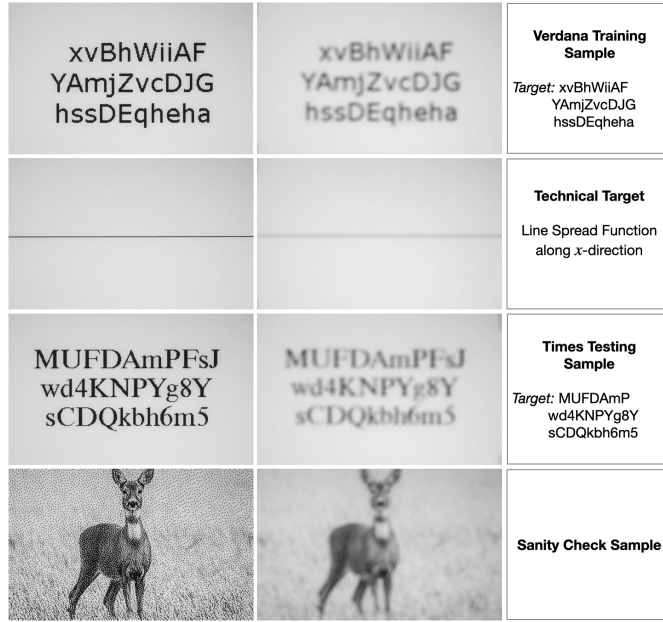 xvBhWiiAF
YAmjZvcDJG
hssDEqheha
xvBhWiiAF
YAmjZvcDJG
hssDEqheha
Verdana Training
Sample
Target: xvBhWiiAF
YAmjZvcDJG
hssDEqheha
Technical Target
Line Spread Function
along x-direction
MUFDAmPFsJ
wd4KNPYg8Y
sCDQkbh6m5
MUFDAmPFsJ
wd4KNPYg8Y
sCDQkbh6m5
Times Testing
Sample
Target: MUFDAmP
wd4KNPYg8Y
sCDQkbh6m5
Sanity Check Sample